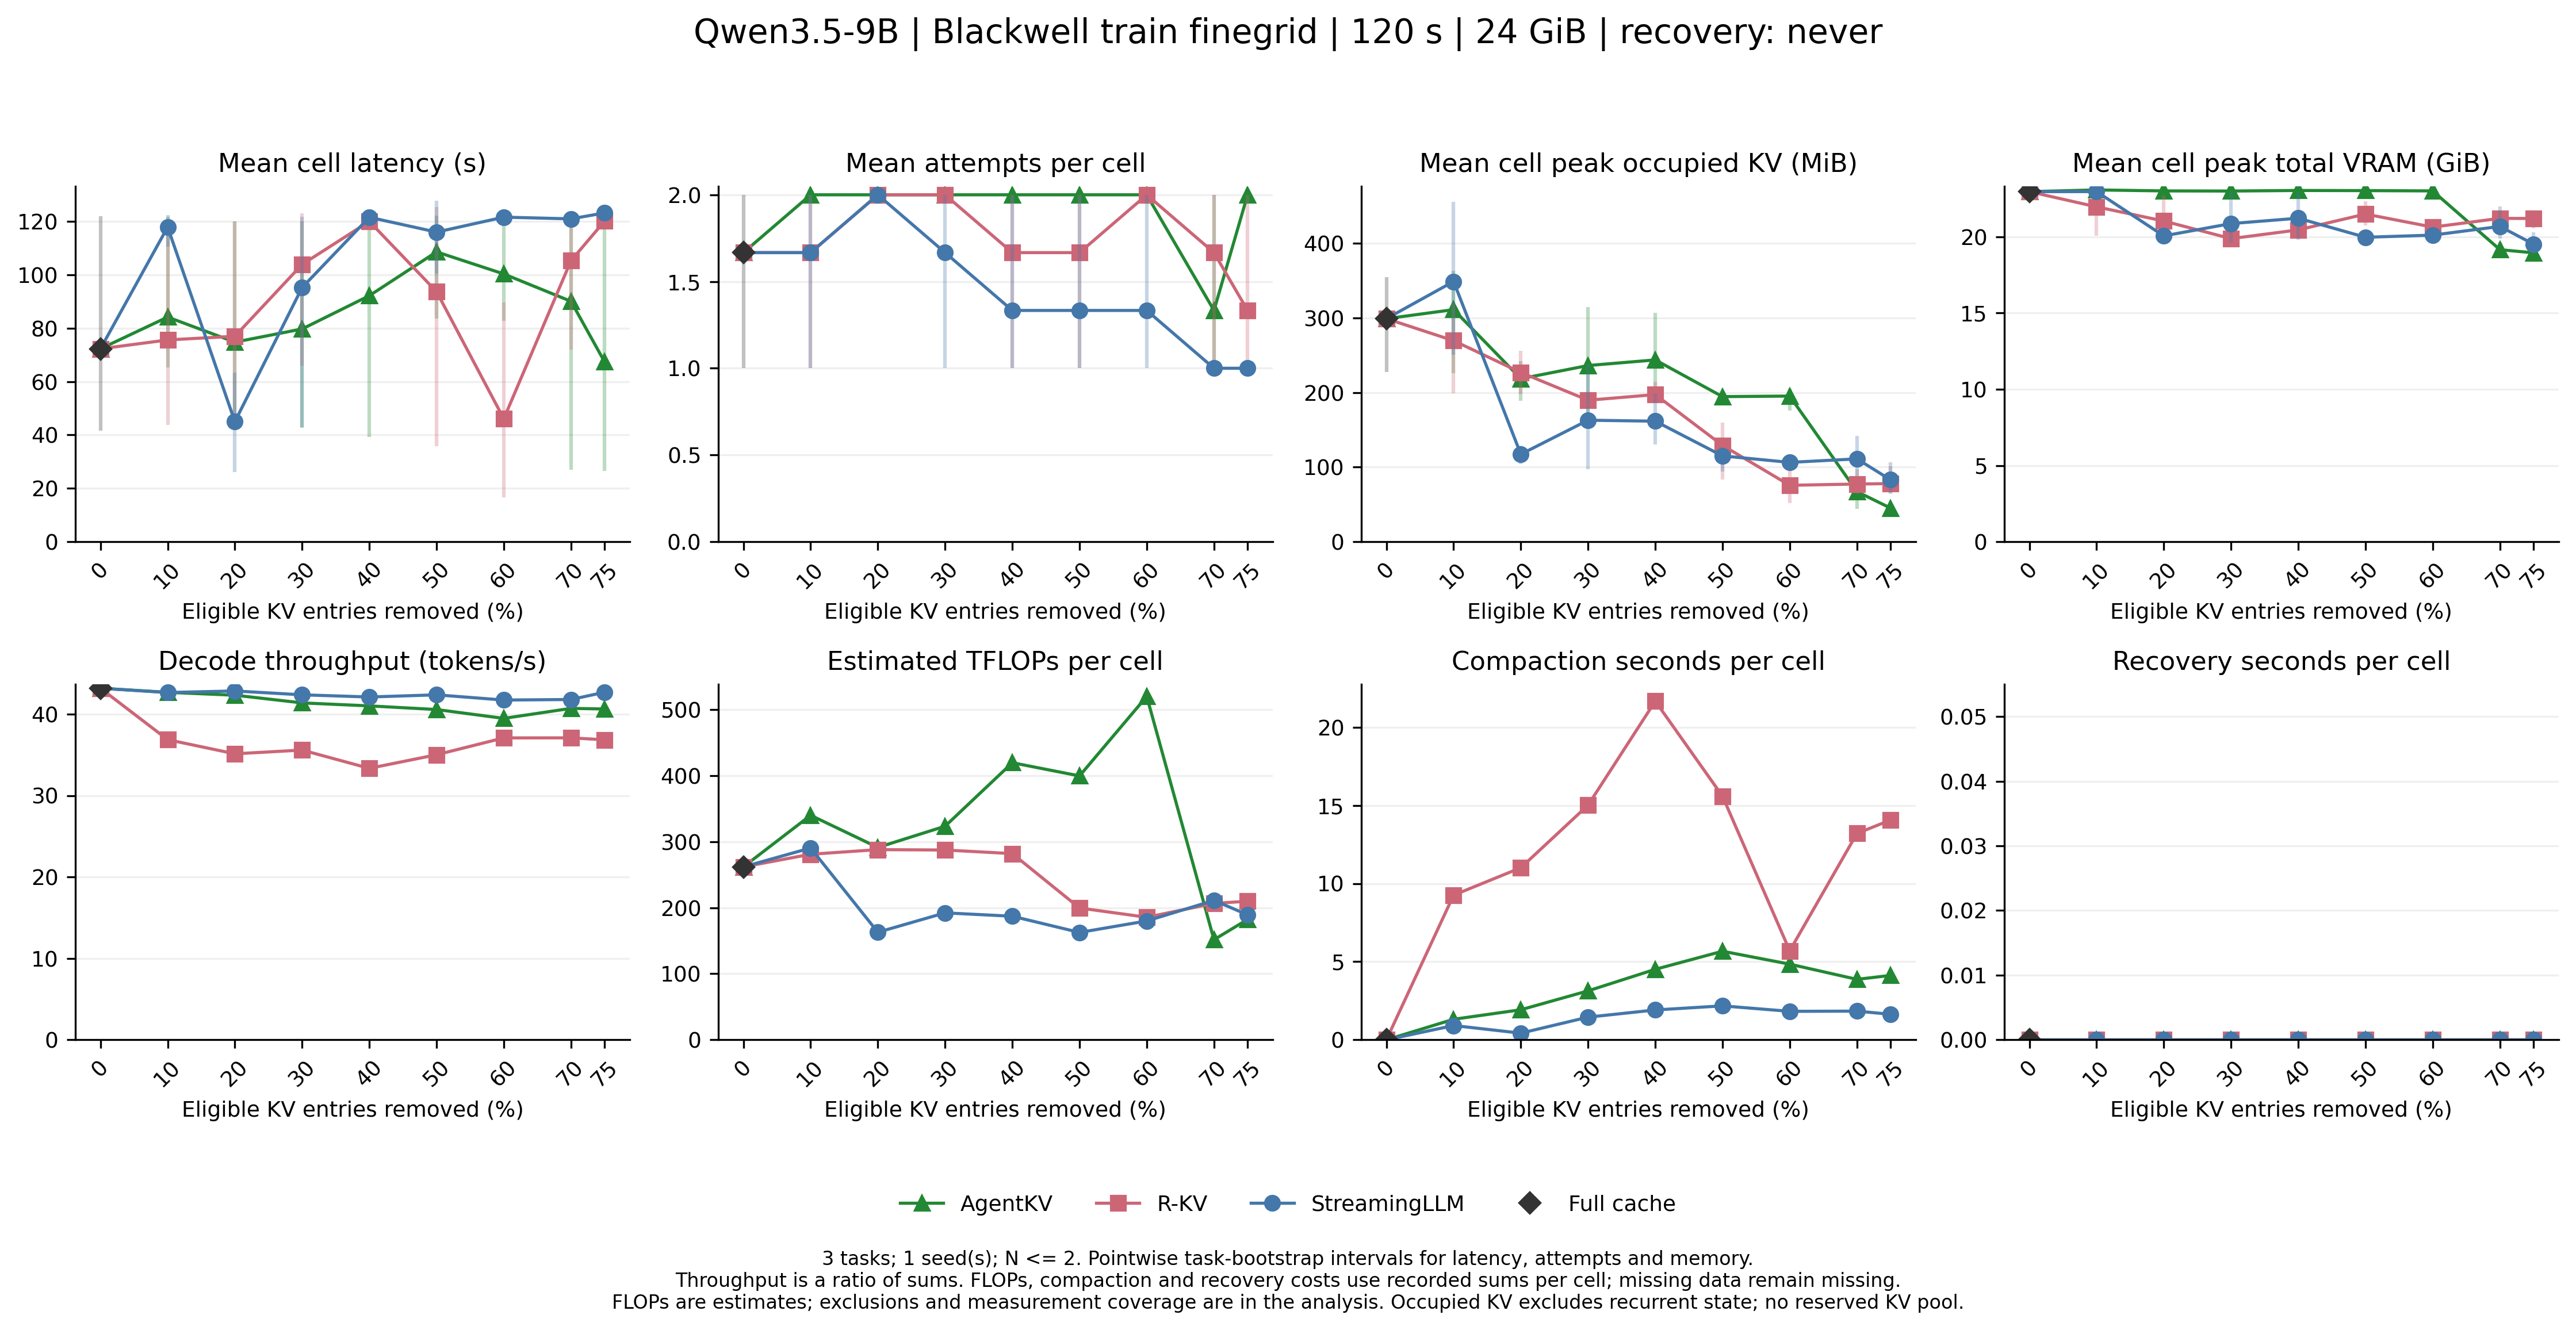 Qwen3.5-9B | Blackwell train finegrid | 120 s | 24 GiB | recovery: never
Mean cell latency (s)
120
100
80
60
40
20
0
0 10 20 30 40 50 60 70 75
Eligible KV entries removed (%)
Mean attempts per cell
2.0
1.5
1.0
0.5
0.0
0 10 20 30 40 50 60 70 75
Eligible KV entries removed (%)
Mean cell peak occupied KV (MiB)
400
300
200
100
0
0 10 20 30 40 50 60 70 75
Eligible KV entries removed (%)
Mean cell peak total VRAM (GiB)
20
15
10
5
0
0 10 20 30 40 50 60 70 75
Eligible KV entries removed (%)
Decode throughput (tokens/s)
40
30
20
10
0
0 10 20 30 40 50 60 70 75
Eligible KV entries removed (%)
Estimated TFLOPs per cell
500
400
300
200
100
0
0 10 20 30 40 50 60 70 75
Eligible KV entries removed (%)
Compaction seconds per cell
20
15
10
5
0
0 10 20 30 40 50 60 70 75
Eligible KV entries removed (%)
Recovery seconds per cell
0.05
0.04
0.03
0.02
0.01
0.00
0 10 20 30 40 50 60 70 75
Eligible KV entries removed (%)
AgentKV R-KV StreamingLLM Full cache
3 tasks; 1 seed(s); N <= 2. Pointwise task-bootstrap intervals for latency, attempts and memory.
Throughput is a ratio of sums. FLOPs, compaction and recovery costs use recorded sums per cell; missing data remain missing.
FLOPs are estimates; exclusions and measurement coverage are in the analysis. Occupied KV excludes recurrent state; no reserved KV pool.